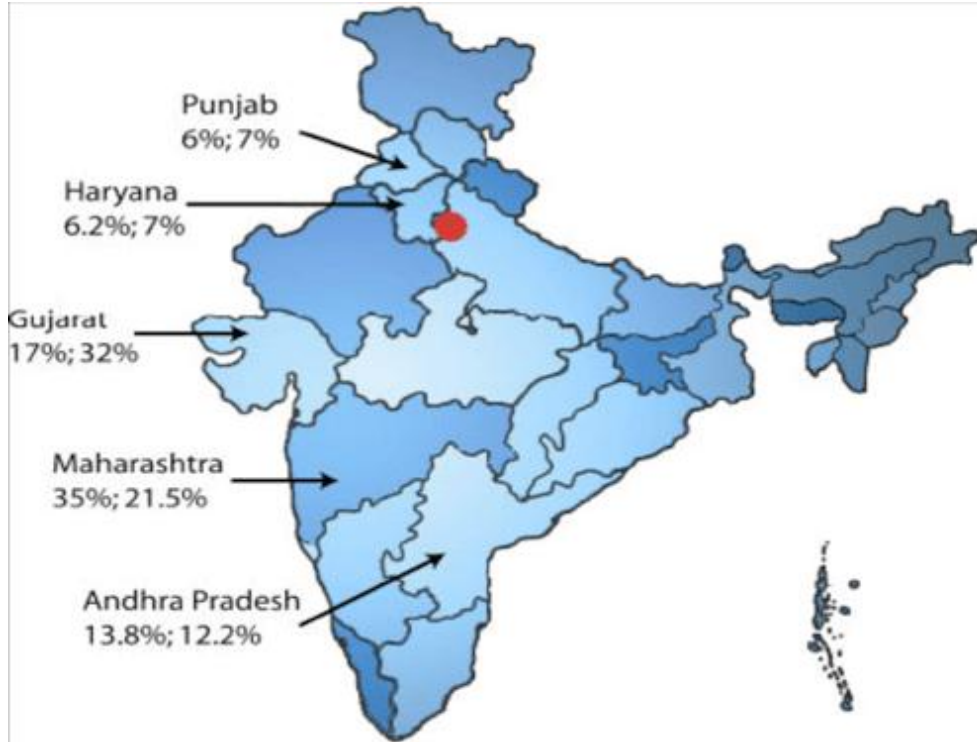 Punjab
6%; 7%
Haryana
6.2%; 7%
Gujarat
17%; 32%
Maharashtra
35%; 21.5%
Andhra Pradesh
13.8%; 12.2%